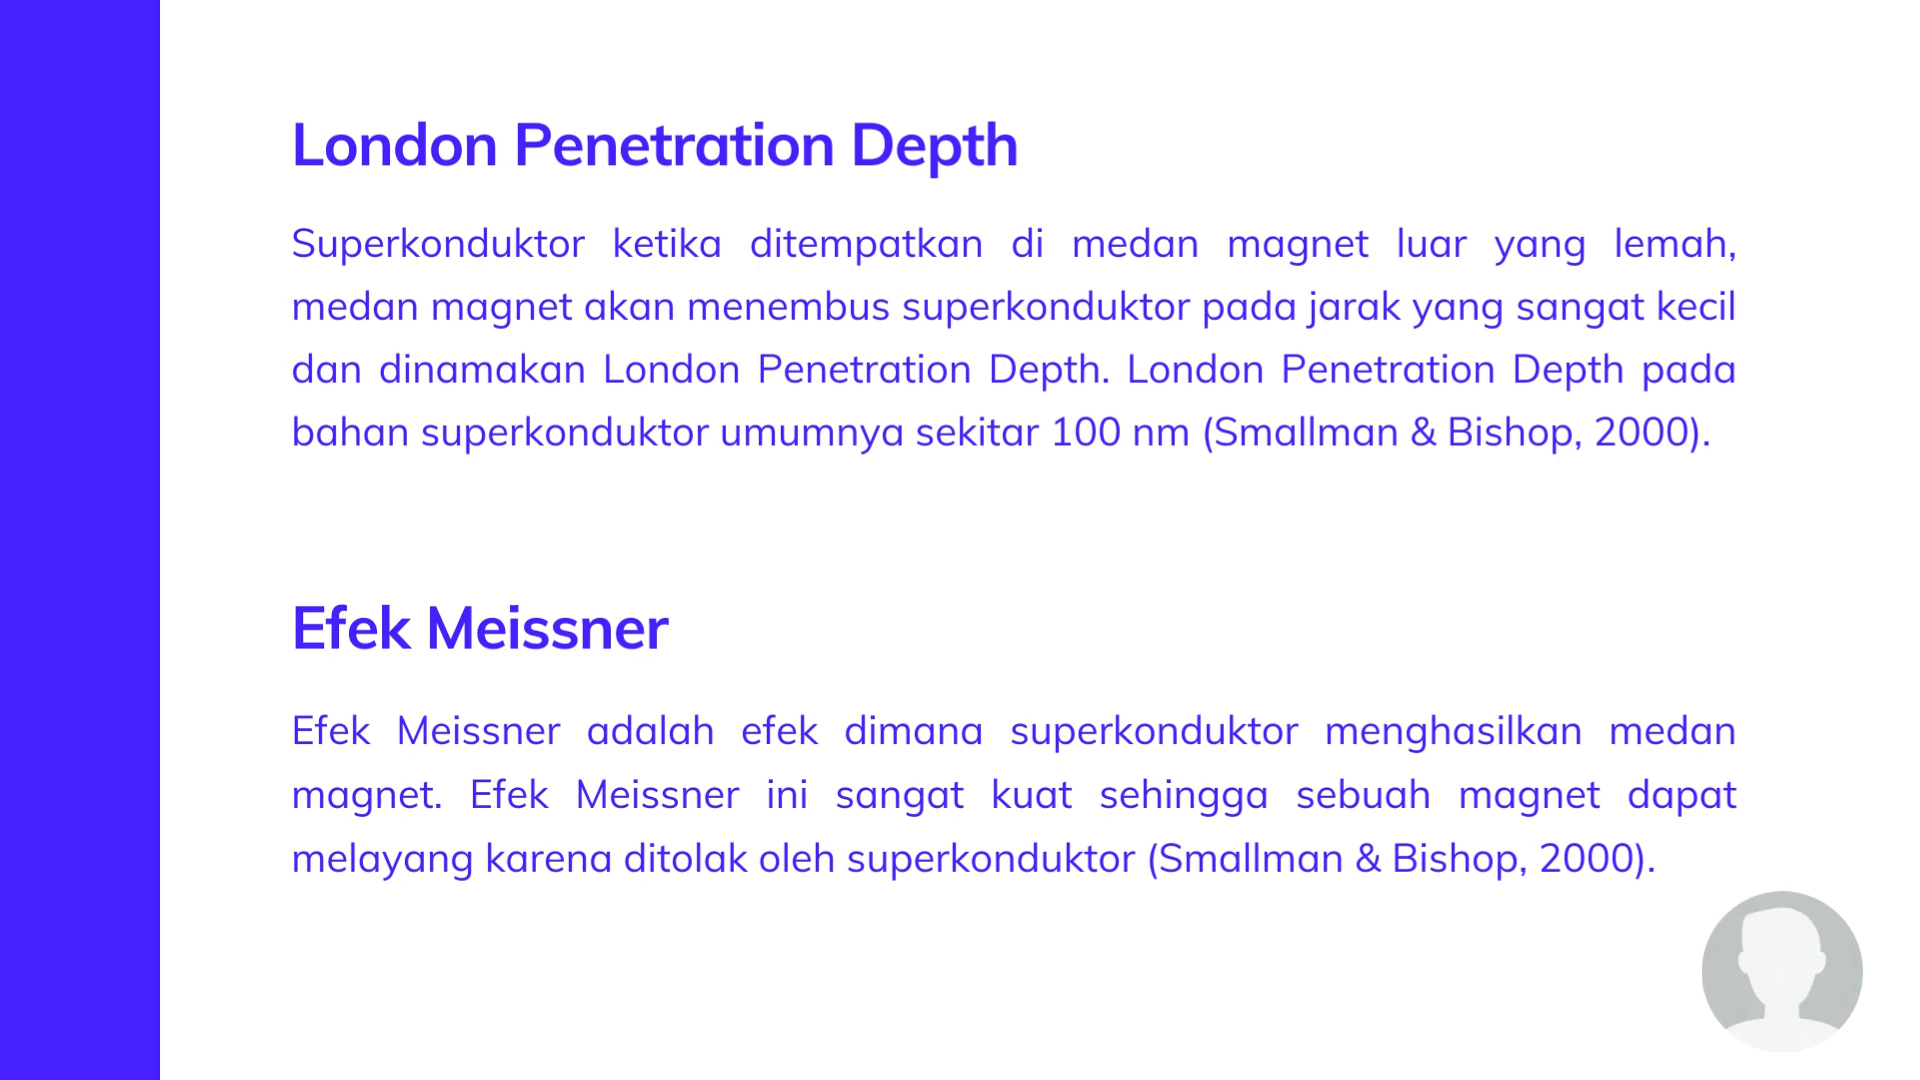 London Penetration Depth
Superkonduktor ketika ditempatkan di medan magnet luar yang lemah,
medan magnet akan menembus superkonduktor pada jarak yang sangat kecil
dan dinamakan London Penetration Depth. London Penetration Depth pada
bahan superkonduktor umumnya sekitar 100 nm (Smallman & Bishop, 2000).
Efek Meissner
Efek Meissner adalah efek dimana superkonduktor menghasilkan medan
magnet. Efek Meissner ini sangat kuat sehingga sebuah magnet dapat
melayang karena ditolak oleh superkonduktor (Smallman & Bishop, 2000).